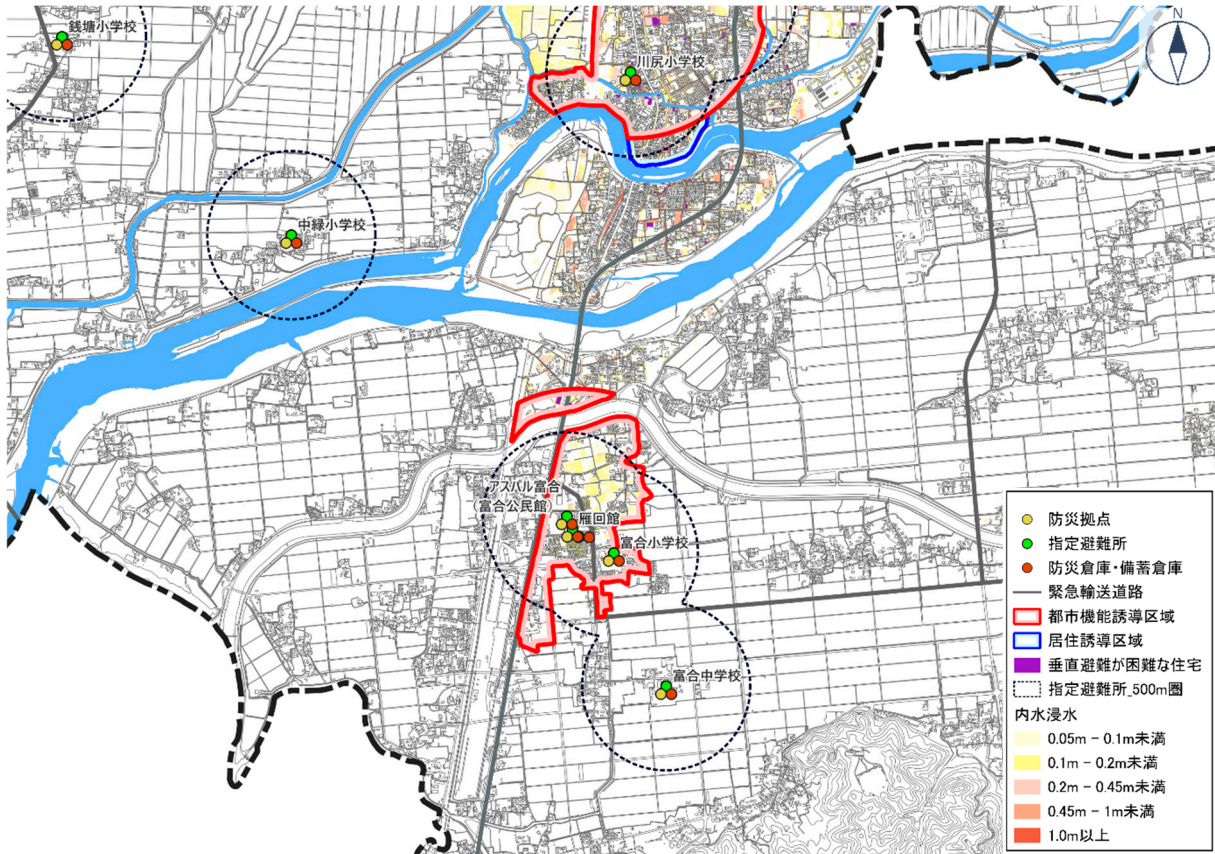 銭塘小学校
N
川尻小学校
中緑小学校
アスパル富合
(富合公民館)
雁回館
富合小学校
富合中学校
防災拠点
指定避難所
防災倉庫・備蓄倉庫
緊急輸送道路
都市機能誘導区域
居住誘導区域
垂直避難が困難な住宅
指定避難所_500m圏
内水浸水
0.05m - 0.1m未満
0.1m - 0.2m未満
0.2m - 0.45m未満
0.45m - 1m未満
1.0m以上